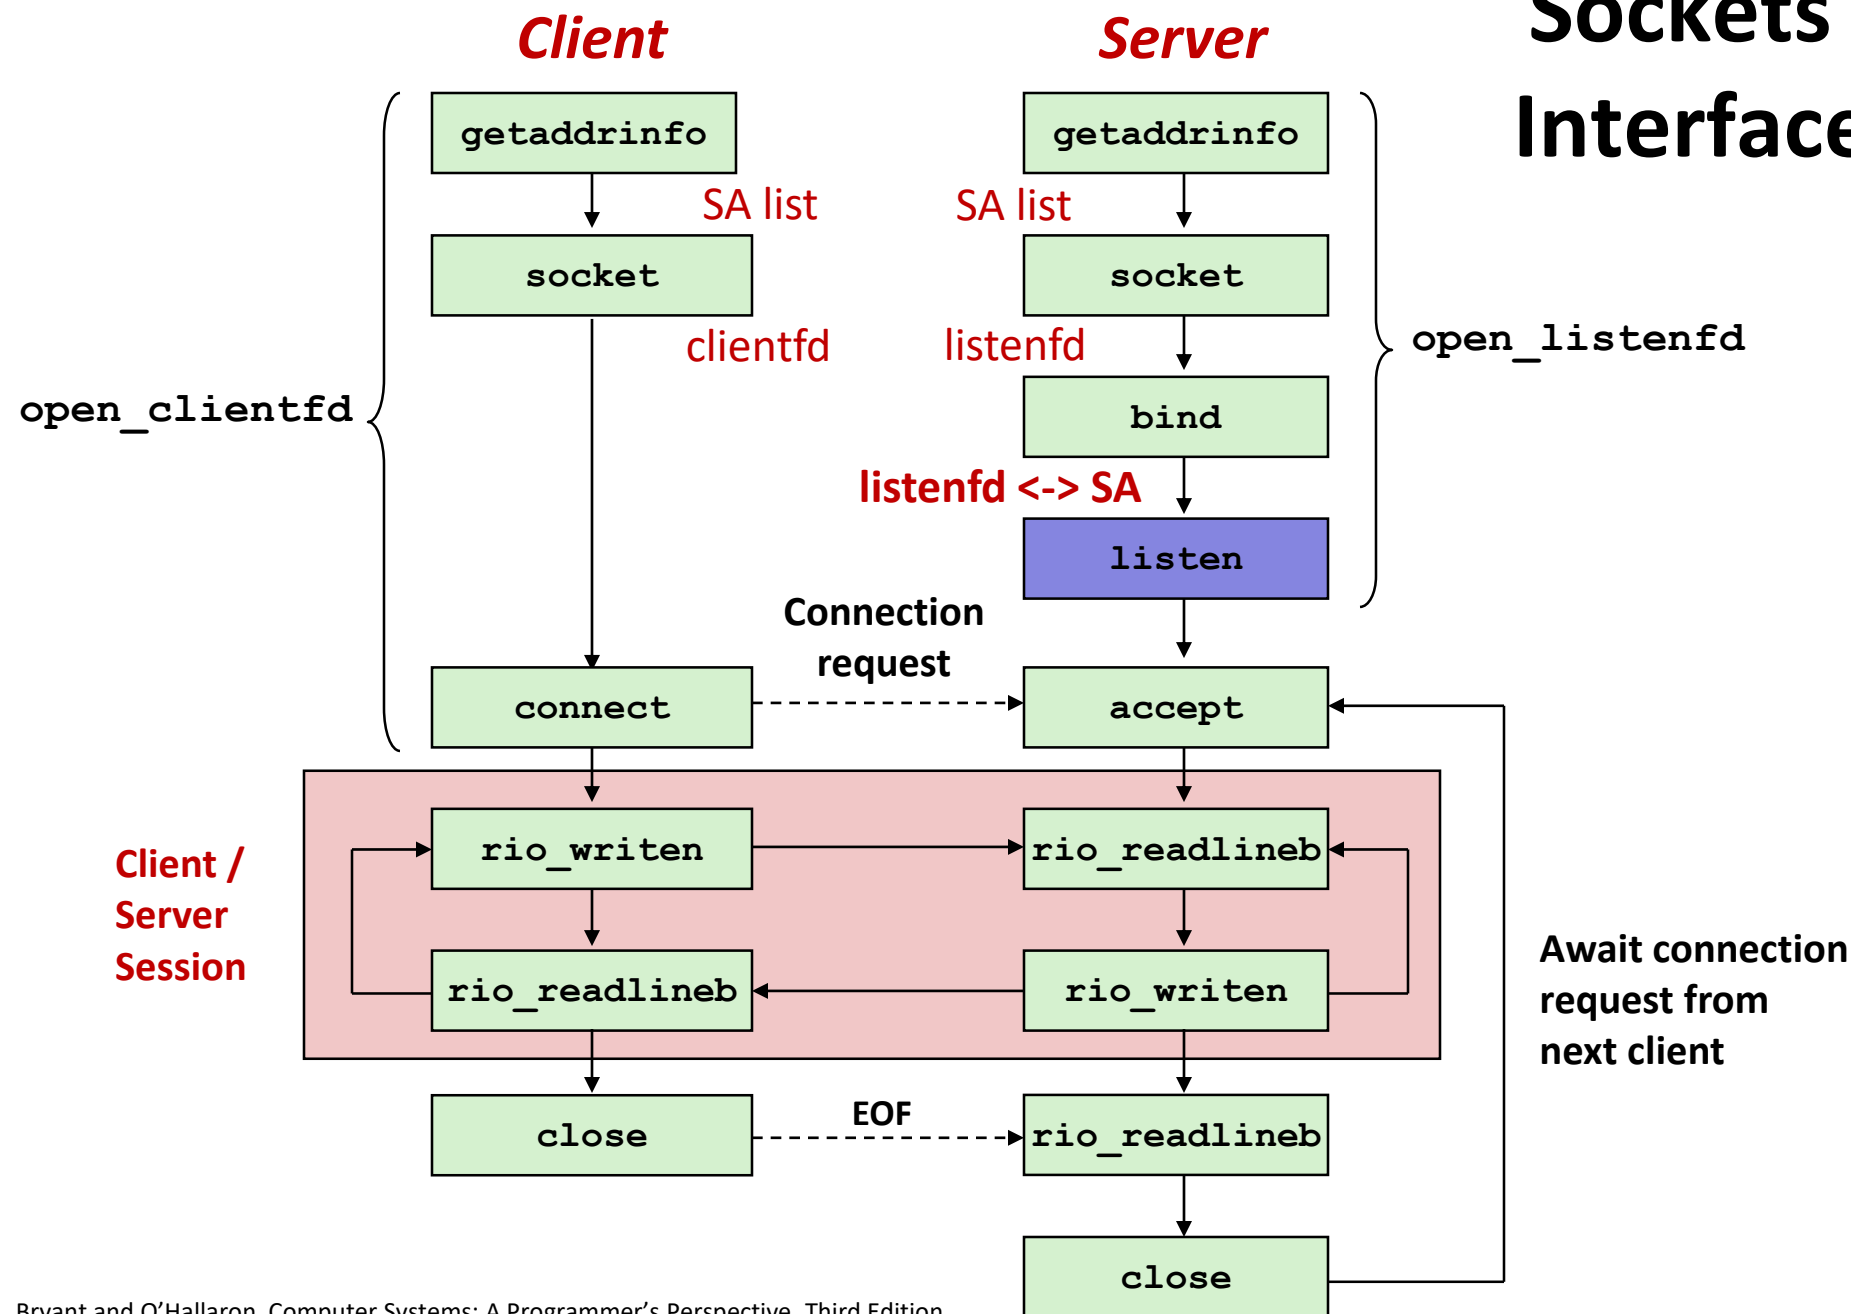 Client
Server
Sockets
Interface
getaddrinfo
getaddrinfo
SA list
SA list
socket
socket
clientfd
listenfd
open_listenfd
open_clientfd
bind
listenfd <-> SA
listen
Connection
request
connect
accept
Client /
Server
Session
rio_writen
rio_readlineb
rio_readlineb
rio_writen
Await connection
request from
next client
close
EOF
rio_readlineb
close
Bryant and O'Hallaron, Computer Systems: A Programmer's Perspective, Third Edition